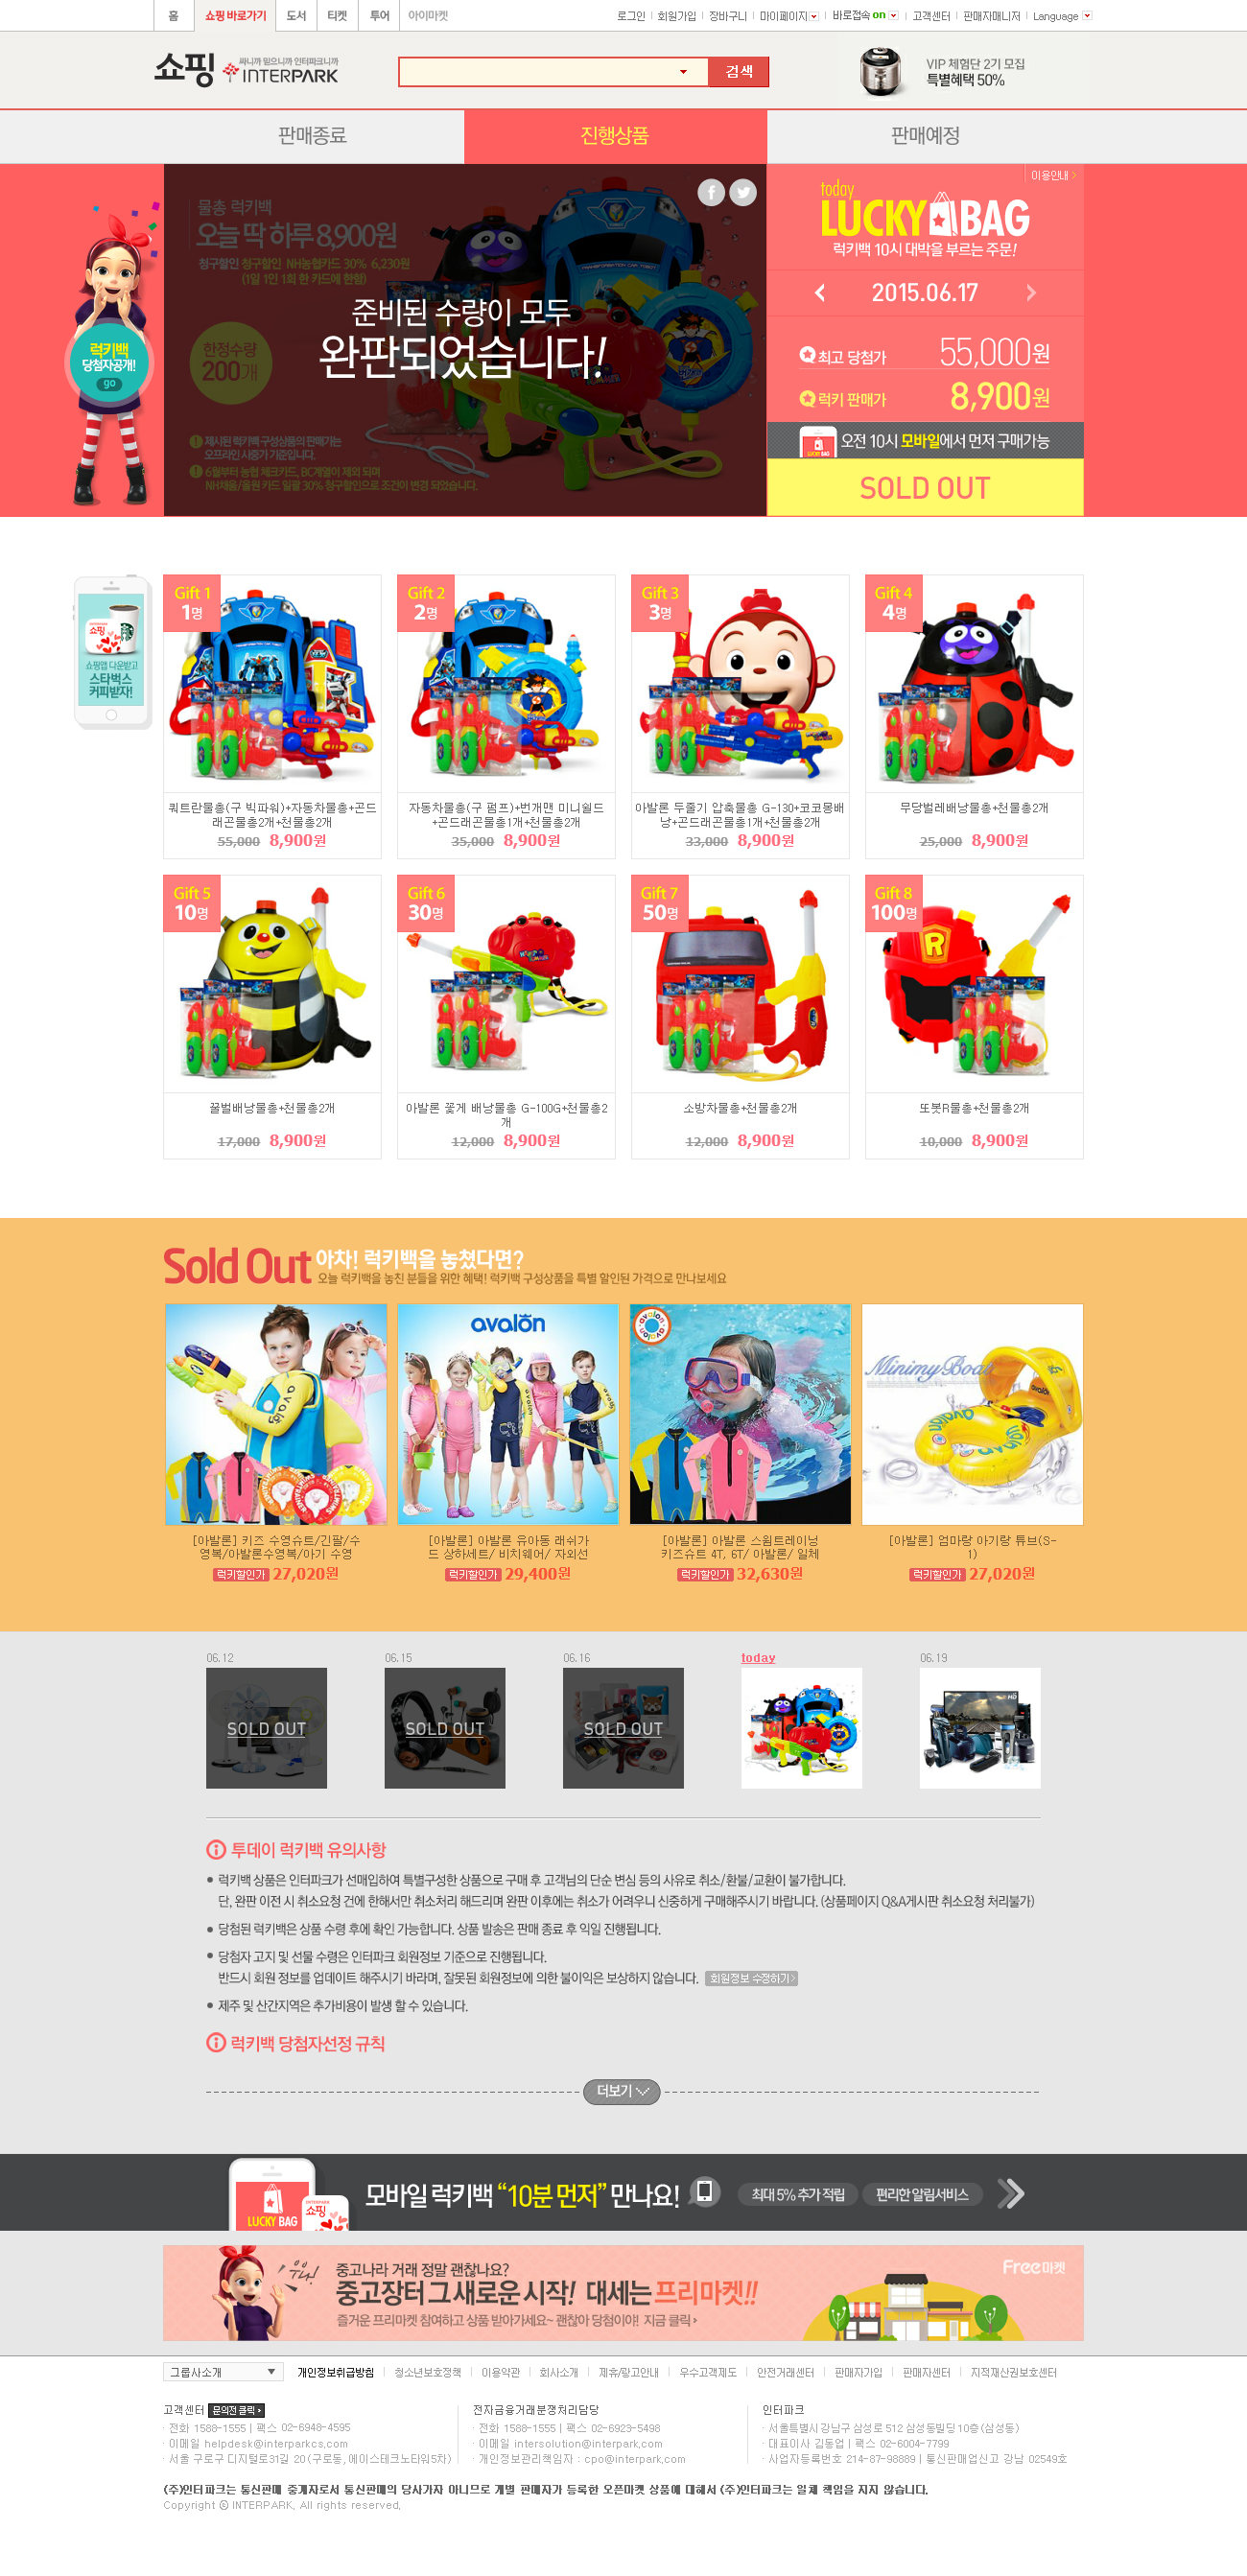 홈 쇼핑 바로가기 도서 티켓 투어 아이마켓
로그인 회원가입 장바구니 마이페이지 바로접속 on 고객센터 판매자매니저 Language
쇼핑 싸니까 믿으니까 인터파크니까
INTERPARK
검색
VIP 체험단 2기 모집
특별혜택 50%
판매종료 진행상품 판매예정
물총 럭키백
오늘 딱 하루 8,900원
청구할인 청구할인 NH농협카드 30% 6,230원
(1일 1인 1회 한 카드에 한함)
준비된 수량이 모두
완판되었습니다!
한정수량
200개
제시된 럭키백 구성상품의 판매가는
오프라인 시중가 기준입니다.
6월부터 농협 체크카드, BC계열이 제외 되며
NH채움/올원 카드 일괄 30% 청구할인으로 조건이 변경 되었습니다.
럭키백
당첨자공개!
go
이용안내
today
LUCKY BAG
럭키백 10시 대박을 부르는 주문!
2015.06.17
최고 당첨가 55,000원
럭키 판매가 8,900원
오전 10시 모바일에서 먼저 구매가능
SOLD OUT
쇼핑
쇼핑앱 다운받고
스타벅스
커피받자!
Gift 1
1명
쿼트란물총(구 빅파워)+자동차물총+곤드
래곤물총2개+천물총2개
55,000 8,900원
Gift 2
2명
자동차물총(구 펌프)+번개맨 미니쉴드
+곤드래곤물총1개+천물총2개
35,000 8,900원
Gift 3
3명
아발론 두줄기 압축물총 G-130+코코몽배
낭+곤드래곤물총1개+천물총2개
33,000 8,900원
Gift 4
4명
무당벌레배낭물총+천물총2개
25,000 8,900원
Gift 5
10명
꿀벌배낭물총+천물총2개
17,000 8,900원
Gift 6
30명
아발론 꽃게 배낭물총 G-100G+천물총2
개
12,000 8,900원
Gift 7
50명
소방차물총+천물총2개
12,000 8,900원
Gift 8
100명
R
또봇R물총+천물총2개
10,000 8,900원
Sold Out 아차! 럭키백을 놓쳤다면?
오늘 럭키백을 놓친 분들을 위한 혜택! 럭키백 구성상품을 특별 할인된 가격으로 만나보세요
avalon
Minimy Boat
[아발론] 키즈 수영슈트/긴팔/수
영복/아발론수영복/아기 수영
럭키할인가 27,020원
[아발론] 아발론 유아동 래쉬가
드 상하세트/ 비치웨어/ 자외선
럭키할인가 29,400원
[아발론] 아발론 스윔트레이닝
키즈슈트 4T, 6T/ 아발론/ 일체
럭키할인가 32,630원
[아발론] 엄마랑 아기랑 튜브(S-
1)
럭키할인가 27,020원
06.12 06.15 06.16 today 06.19
SOLD OUT SOLD OUT SOLD OUT
투데이 럭키백 유의사항
럭키백 상품은 인터파크가 선매입하여 특별구성한 상품으로 구매 후 고객님의 단순 변심 등의 사유로 취소/환불/교환이 불가합니다.
단, 완판 이전 시 취소요청 건에 한해서만 취소처리 해드리며 완판 이후에는 취소가 어려우니 신중하게 구매해주시기 바랍니다. (상품페이지 Q&A게시판 취소요청 처리불가)
당첨된 럭키백은 상품 수령 후에 확인 가능합니다. 상품 발송은 판매 종료 후 익일 진행됩니다.
당첨자 고지 및 선물 수령은 인터파크 회원정보 기준으로 진행됩니다.
반드시 회원 정보를 업데이트 해주시기 바라며, 잘못된 회원정보에 의한 불이익은 보상하지 않습니다. 회원정보 수정하기
제주 및 산간지역은 추가비용이 발생 할 수 있습니다.
럭키백 당첨자선정 규칙
더보기
LUCKY BAG 쇼핑 모바일 럭키백 “10분 먼저” 만나요! 최대 5% 추가 적립 편리한 알림서비스
중고나라 거래 정말 괜찮나요?
중고장터 그 새로운 시작! 대세는 프리마켓!!
즐거운 프리마켓 참여하고 상품 받아가세요~ 괜찮아 당첨이야! 지금 클릭
Free마켓
그룹사소개 개인정보취급방침 청소년보호정책 이용약관 회사소개 제휴/광고안내 우수고객제도 안전거래센터 판매자가입 판매자센터 지적재산권보호센터
고객센터 문의전 클릭
· 전화 1588-1555 | 팩스 02-6948-4595
· 이메일 helpdesk@interparkcs.com
· 서울 구로구 디지털로31길 20 (구로동, 에이스테크노타워5차)
전자금융거래분쟁처리담당
· 전화 1588-1555 | 팩스 02-6923-5498
· 이메일 intersolution@interpark.com
· 개인정보관리책임자 : cpo@interpark.com
인터파크
· 서울특별시 강남구 삼성로 512 삼성동빌딩 10층 (삼성동)
· 대표이사 김동업 | 팩스 02-6004-7799
· 사업자등록번호 214-87-98889 | 통신판매업신고 강남 02549호
(주)인터파크는 통신판매 중개자로서 통신판매의 당사자가 아니므로 개별 판매자가 등록한 오픈마켓 상품에 대해서 (주)인터파크는 일체 책임을 지지 않습니다.
Copyright ⓒ INTERPARK. All rights reserved.